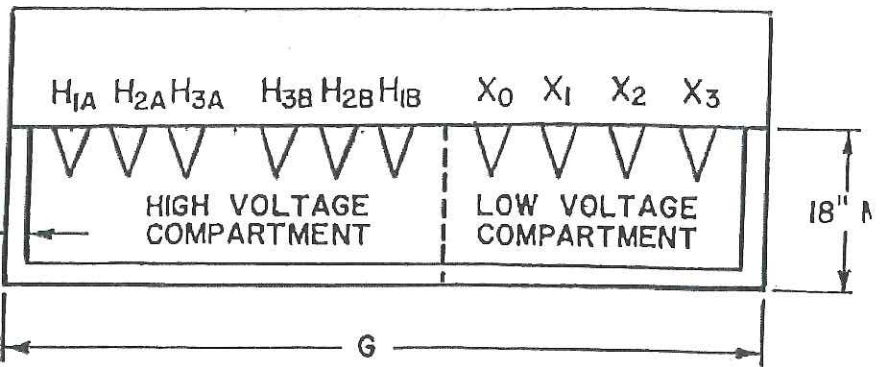 H1A H2A H3A H3B H2B H1B X0 X1 X2 X3
HIGH VOLTAGE
COMPARTMENT
LOW VOLTAGE
COMPARTMENT
18"
G